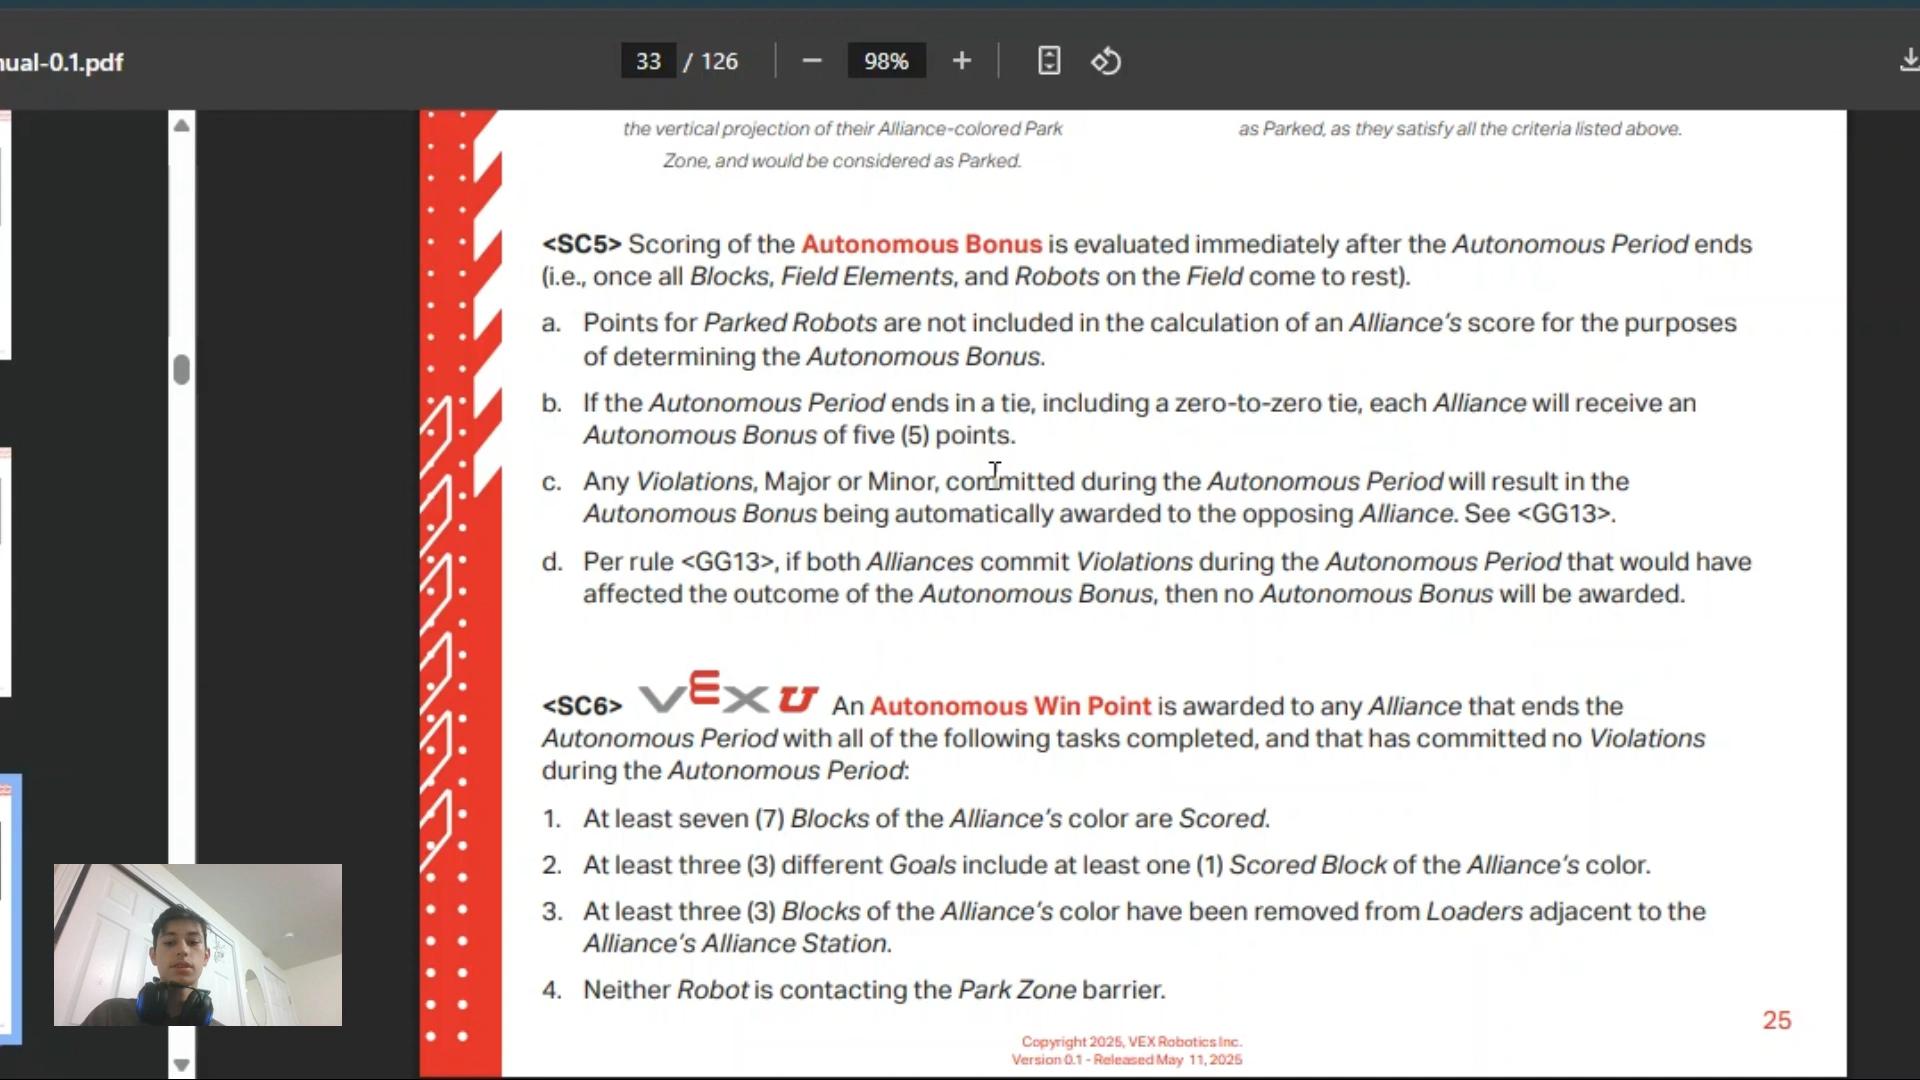 nual-0.1.pdf
33 / 126
98%
the vertical projection of their Alliance-colored Park
Zone, and would be considered as Parked.
as Parked, as they satisfy all the criteria listed above.
<SC5> Scoring of the Autonomous Bonus is evaluated immediately after the Autonomous Period ends
(i.e., once all Blocks, Field Elements, and Robots on the Field come to rest).
a. Points for Parked Robots are not included in the calculation of an Alliance's score for the purposes
of determining the Autonomous Bonus.
b. If the Autonomous Period ends in a tie, including a zero-to-zero tie, each Alliance will receive an
Autonomous Bonus of five (5) points.
c. Any Violations, Major or Minor, committed during the Autonomous Period will result in the
Autonomous Bonus being automatically awarded to the opposing Alliance. See <GG13>.
d. Per rule <GG13>, if both Alliances commit Violations during the Autonomous Period that would have
affected the outcome of the Autonomous Bonus, then no Autonomous Bonus will be awarded.
<SC6> VEX U An Autonomous Win Point is awarded to any Alliance that ends the
Autonomous Period with all of the following tasks completed, and that has committed no Violations
during the Autonomous Period:
1. At least seven (7) Blocks of the Alliance's color are Scored.
2. At least three (3) different Goals include at least one (1) Scored Block of the Alliance's color.
3. At least three (3) Blocks of the Alliance's color have been removed from Loaders adjacent to the
Alliance's Alliance Station.
4. Neither Robot is contacting the Park Zone barrier.
25
Copyright 2025, VEX Robotics Inc.
Version 0.1 - Released May 11, 2025